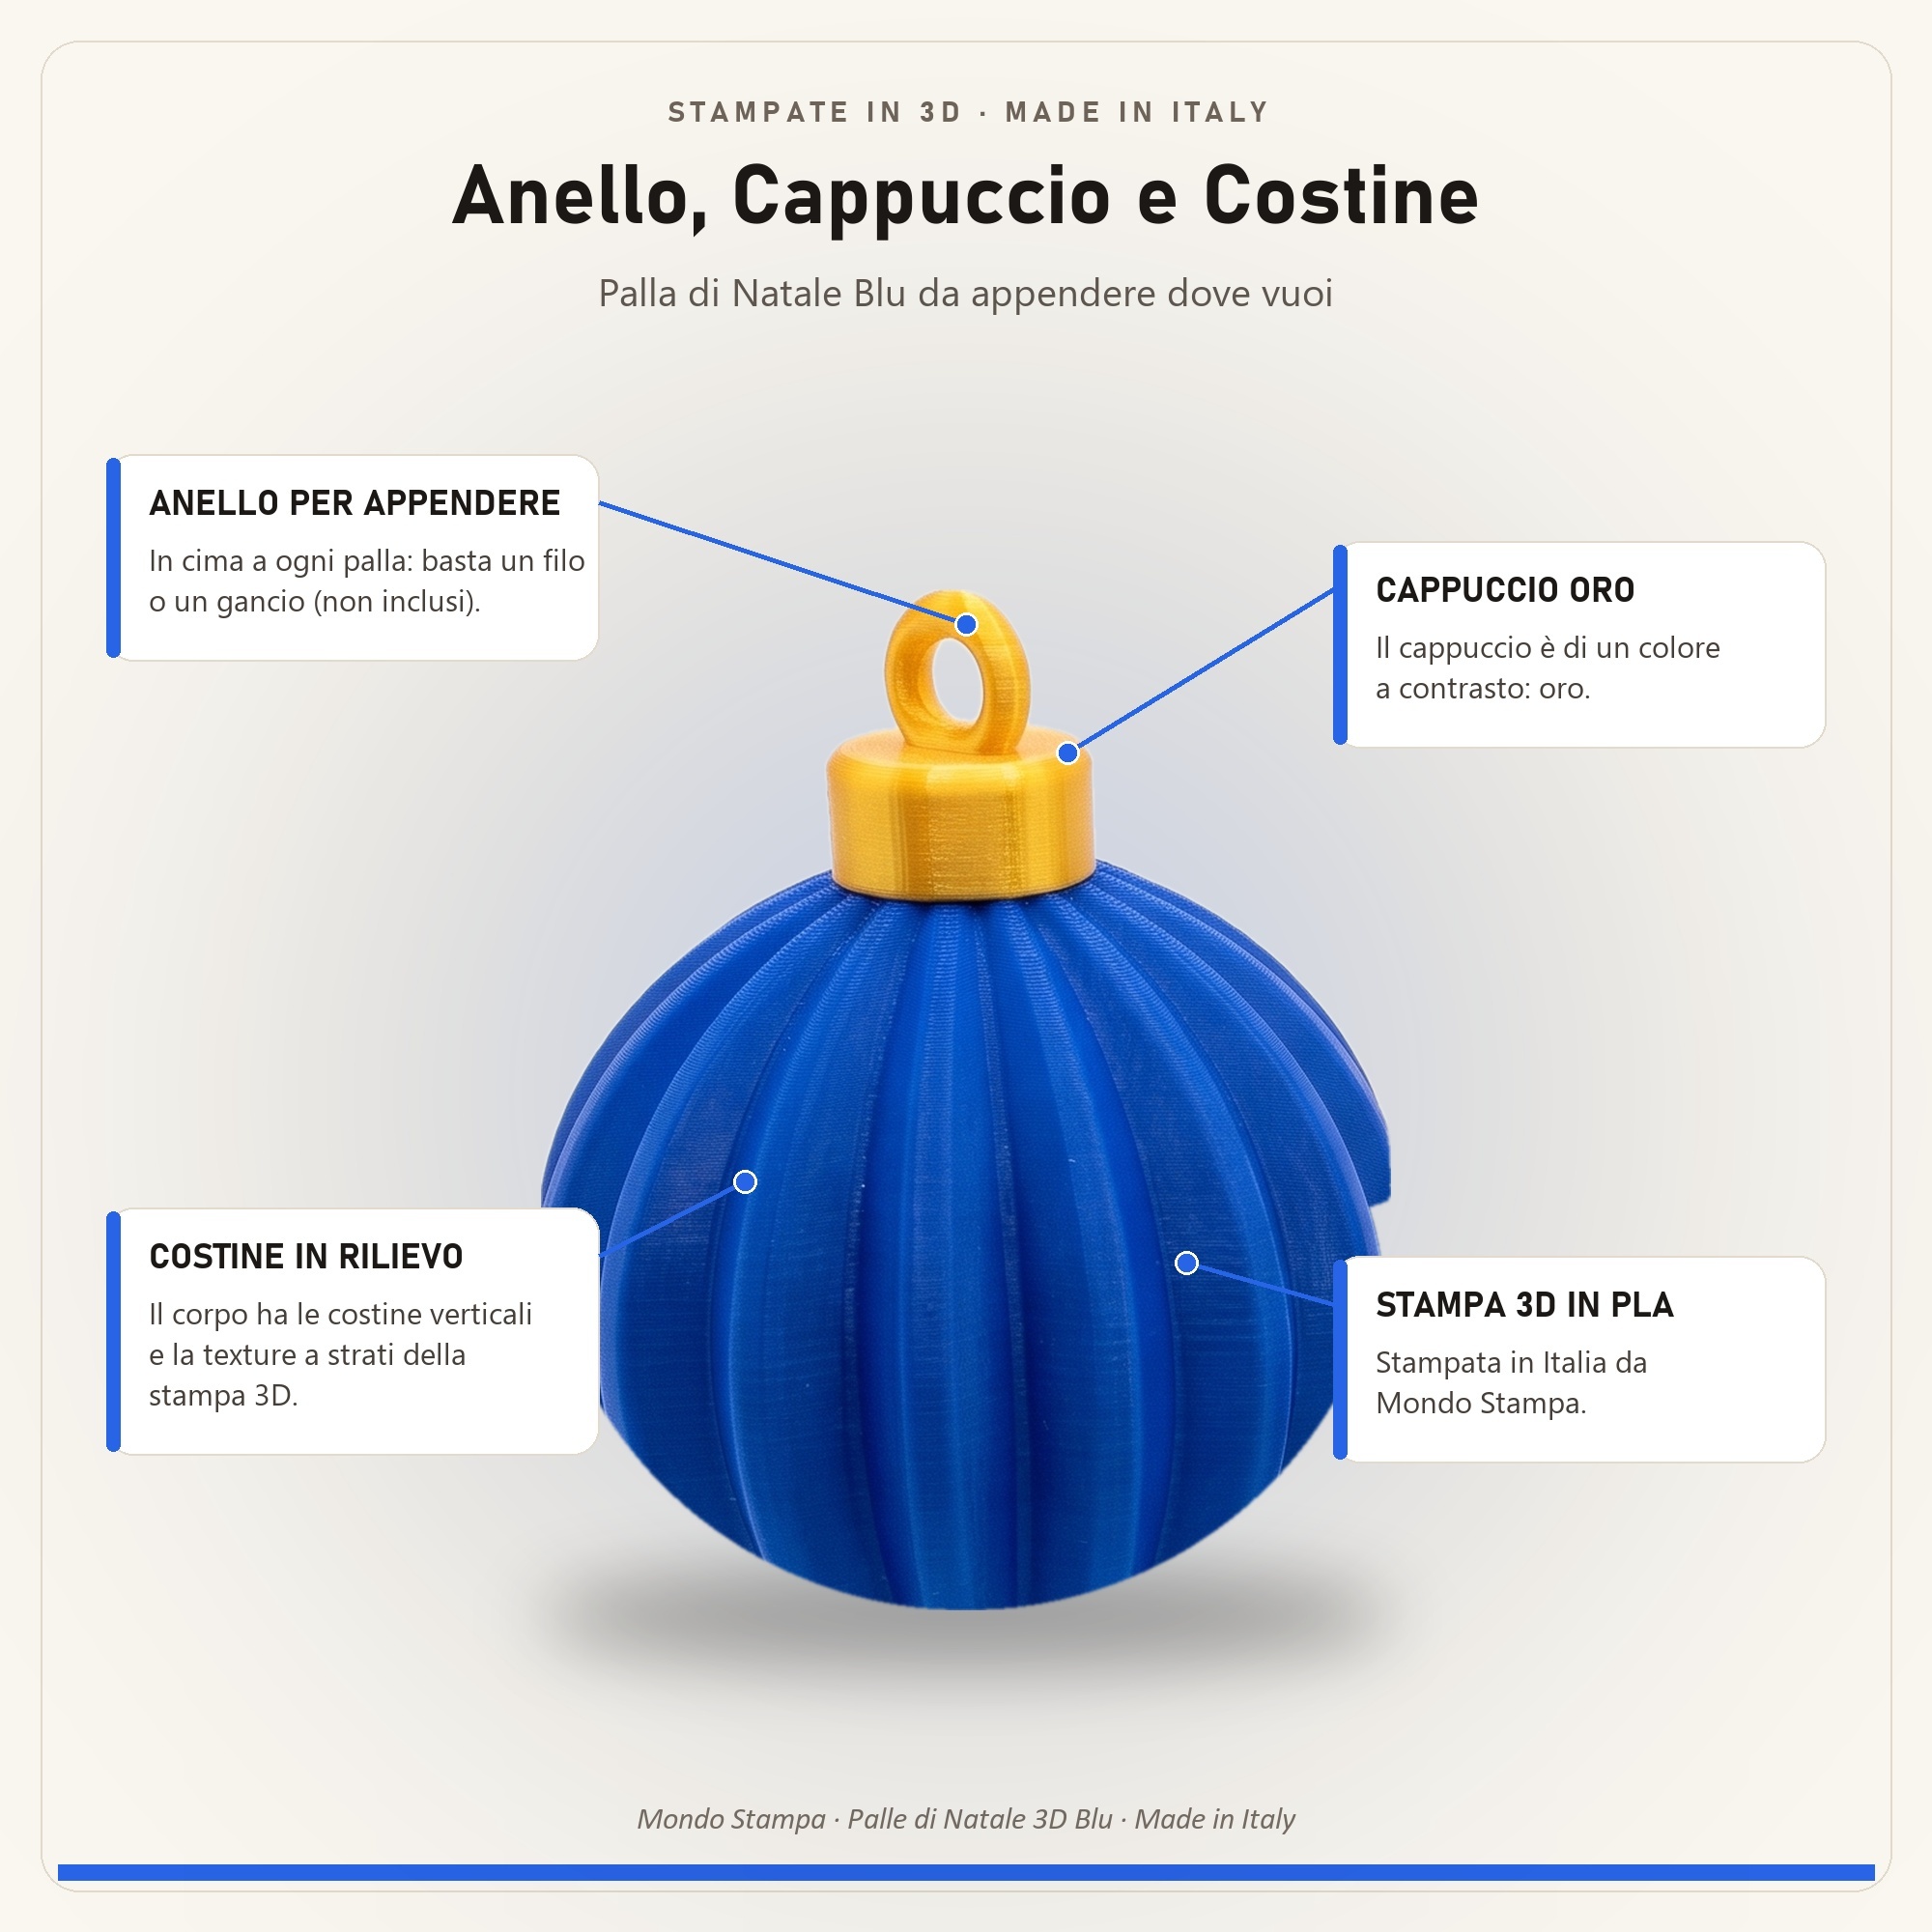 STAMPATE IN 3D · MADE IN ITALY
Anello, Cappuccio e Costine
Palla di Natale Blu da appendere dove vuoi
ANELLO PER APPENDERE
In cima a ogni palla: basta un filo
o un gancio (non inclusi).
CAPPUCCIO ORO
Il cappuccio è di un colore
a contrasto: oro.
COSTINE IN RILIEVO
Il corpo ha le costine verticali
e la texture a strati della
stampa 3D.
STAMPA 3D IN PLA
Stampata in Italia da
Mondo Stampa.
Mondo Stampa · Palle di Natale 3D Blu · Made in Italy